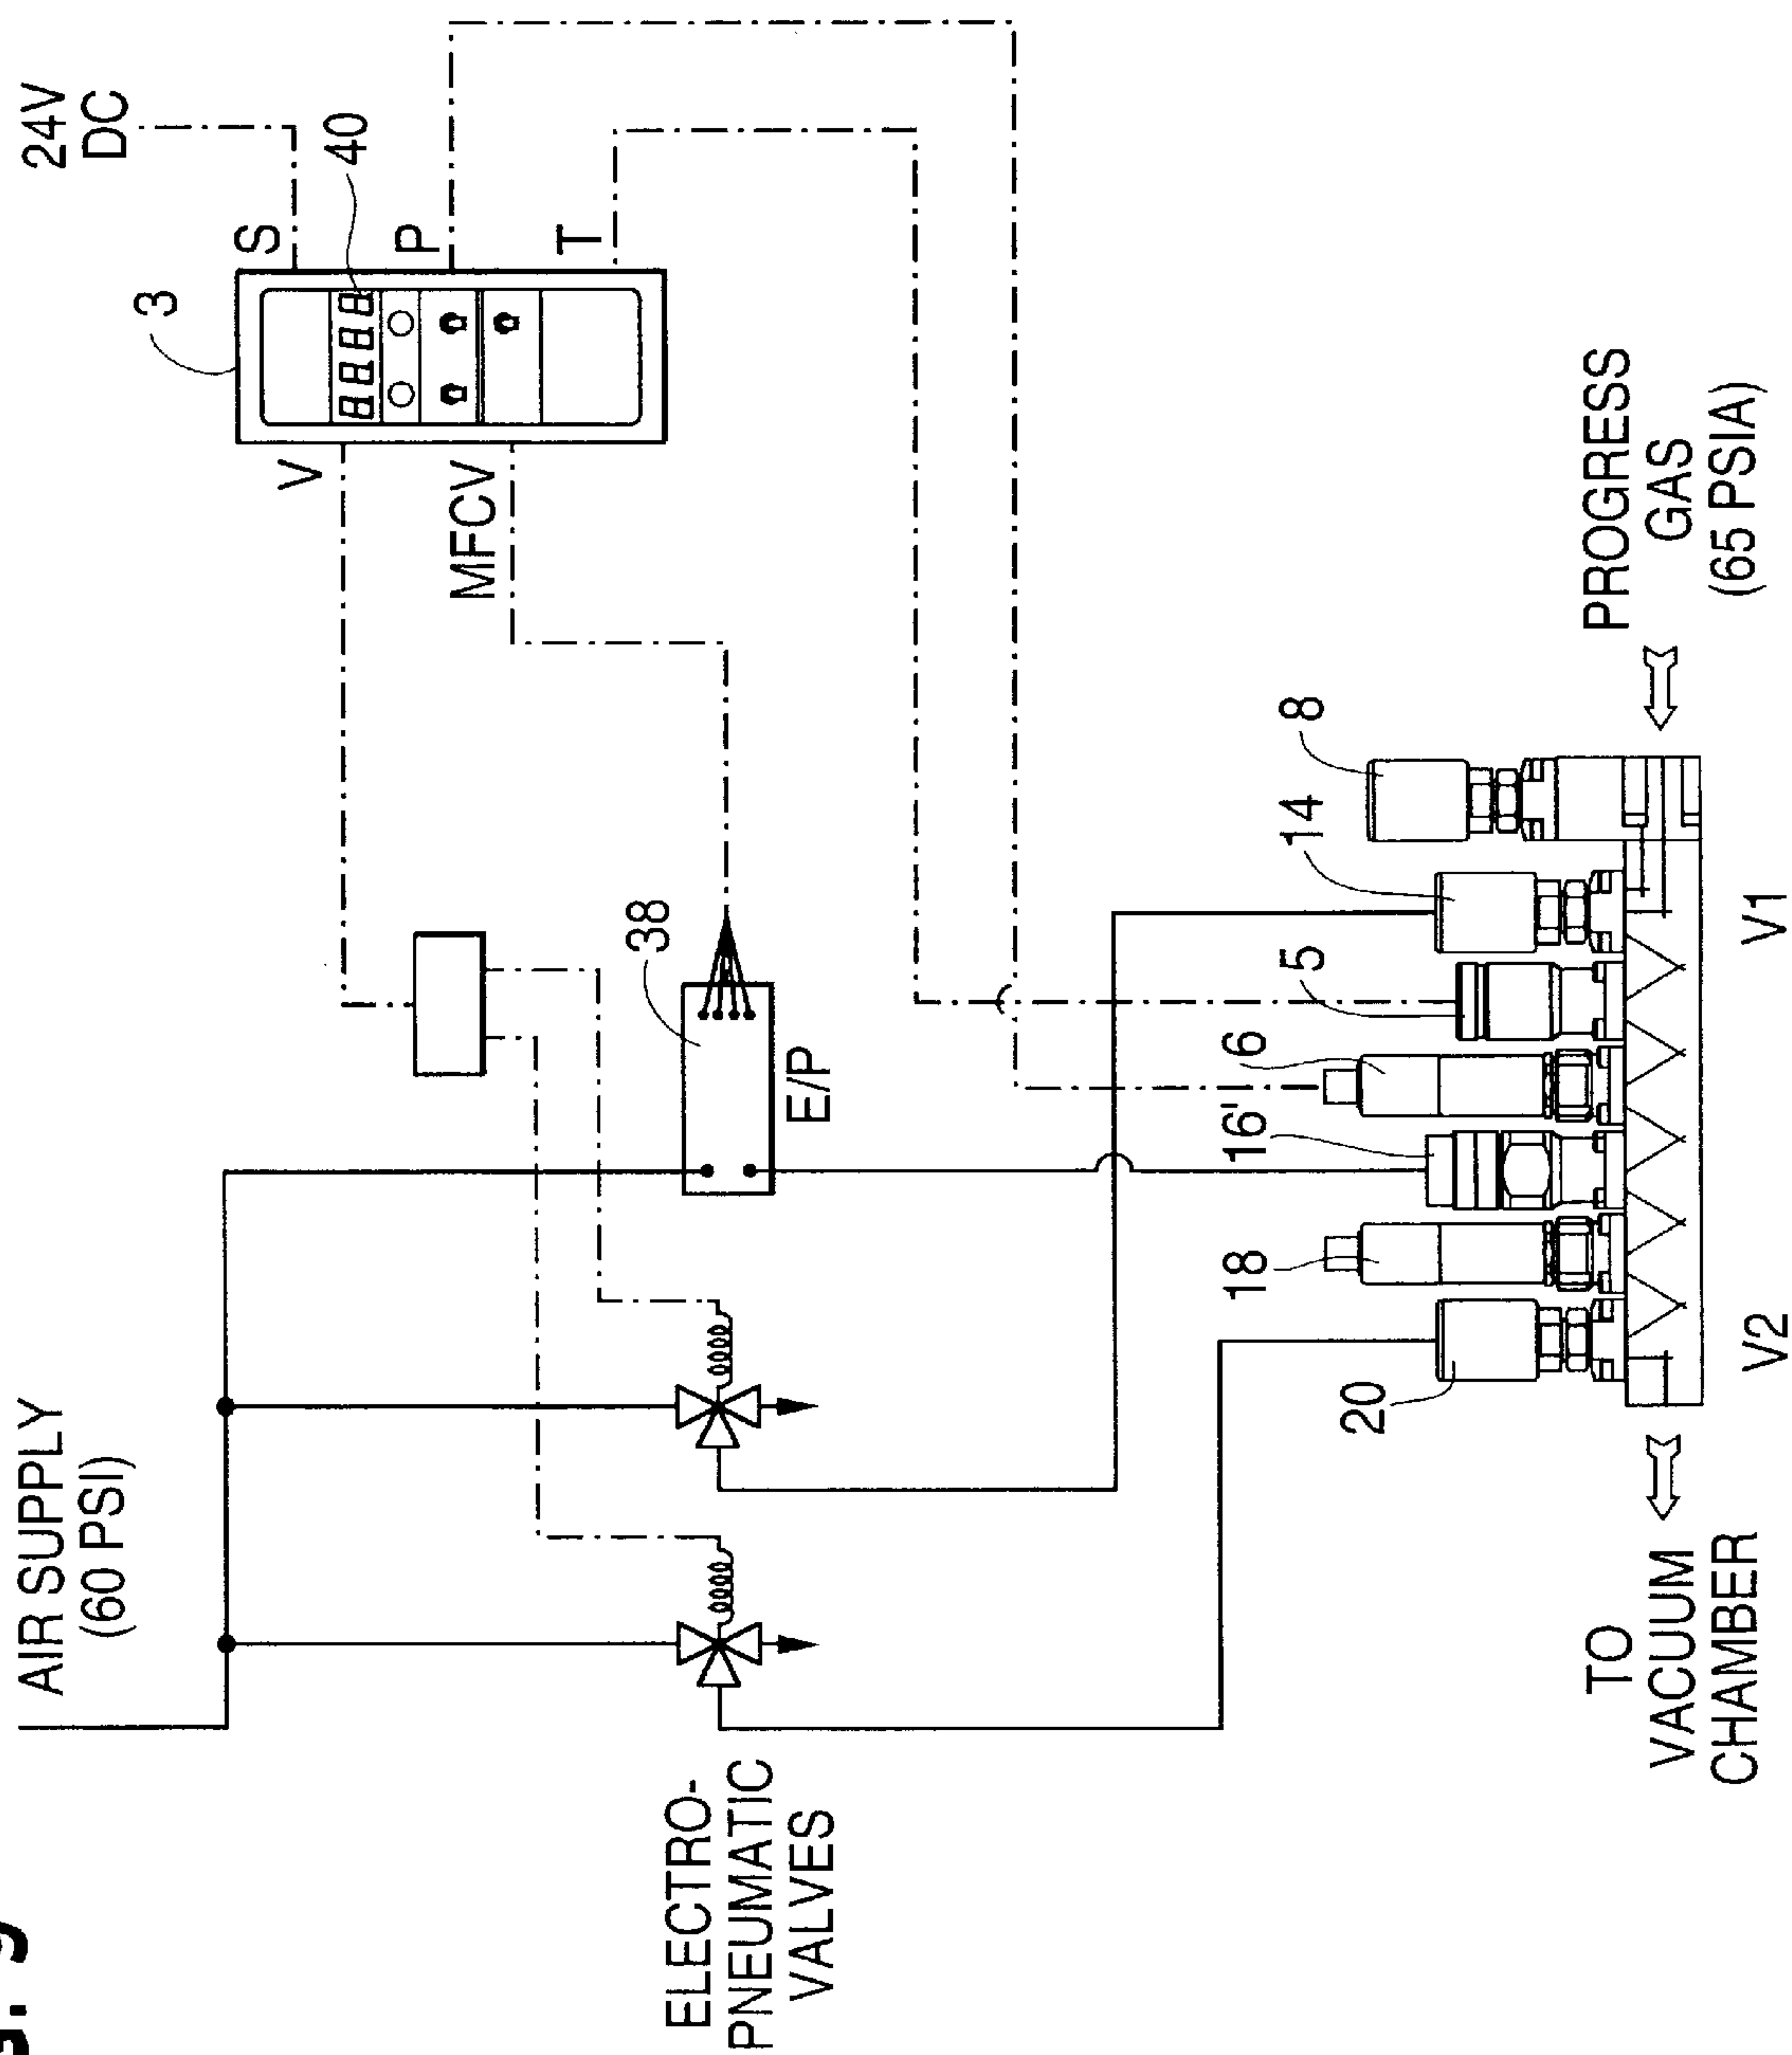 AIR SUPPLY
(60 PSI)
24V
DC
3
S
40
8888
V
P
MFCV
T
38
E/P
ELECTRO-
PNEUMATIC
VALVES
20
18
16'
6
5
14
8
TO
VACUUM
CHAMBER
PROGRESS
GAS
(65 PSIA)
V2
V1